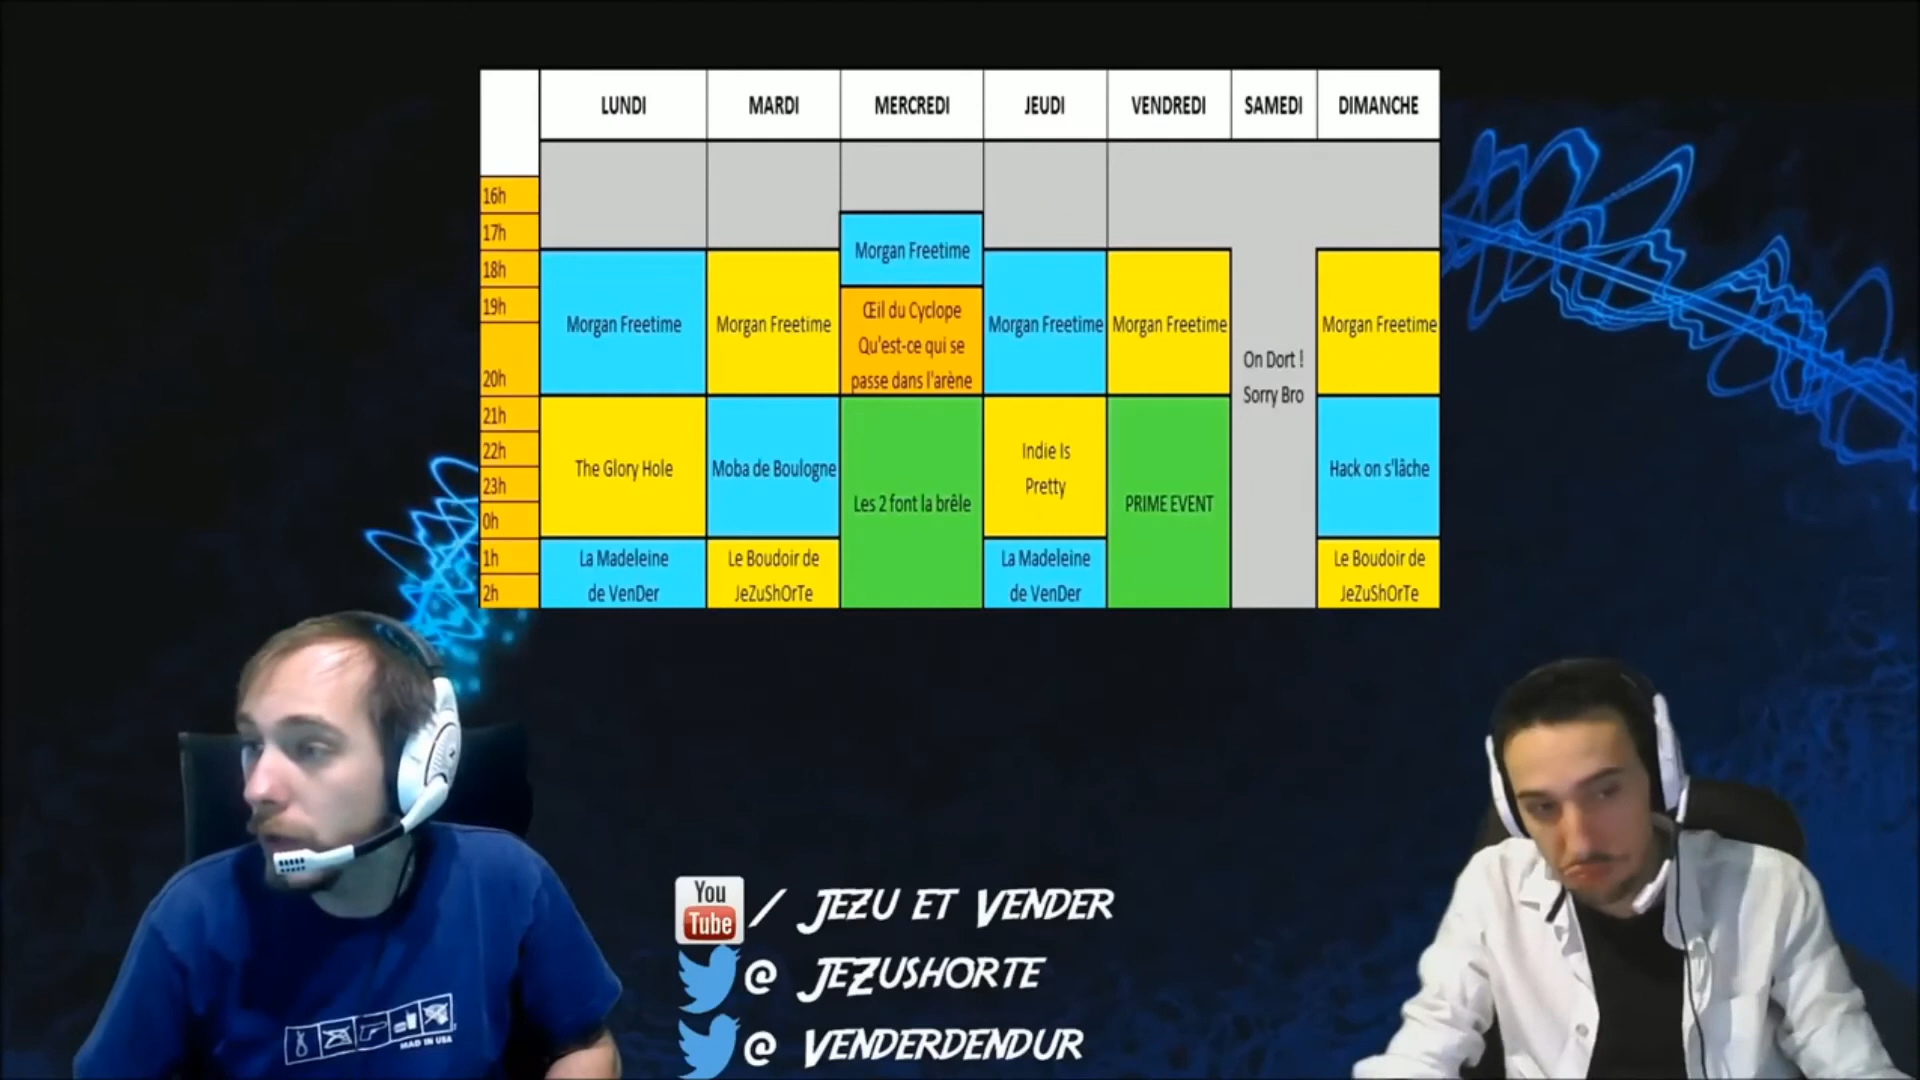 LUNDI MARDI MERCREDI JEUDI VENDREDI SAMEDI DIMANCHE
16h
17h
Morgan Freetime
18h
19h
Morgan Freetime Morgan Freetime Œil du Cyclope Morgan Freetime Morgan Freetime Morgan Freetime
Qu'est-ce qui se
On Dort !
20h
passe dans l'arène
Sorry Bro
21h
22h
Indie Is
The Glory Hole Moba de Boulogne Hack on s'lâche
23h
Pretty
Les 2 font la brêle PRIME EVENT
0h
1h La Madeleine Le Boudoir de La Madeleine Le Boudoir de
2h de VenDer JeZuShOrTe de VenDer JeZuShOrTe
You
Tube / JEZU ET VENDER
@ JEZUSHORTE
@ VENDERDENDUR
MAD IN USA